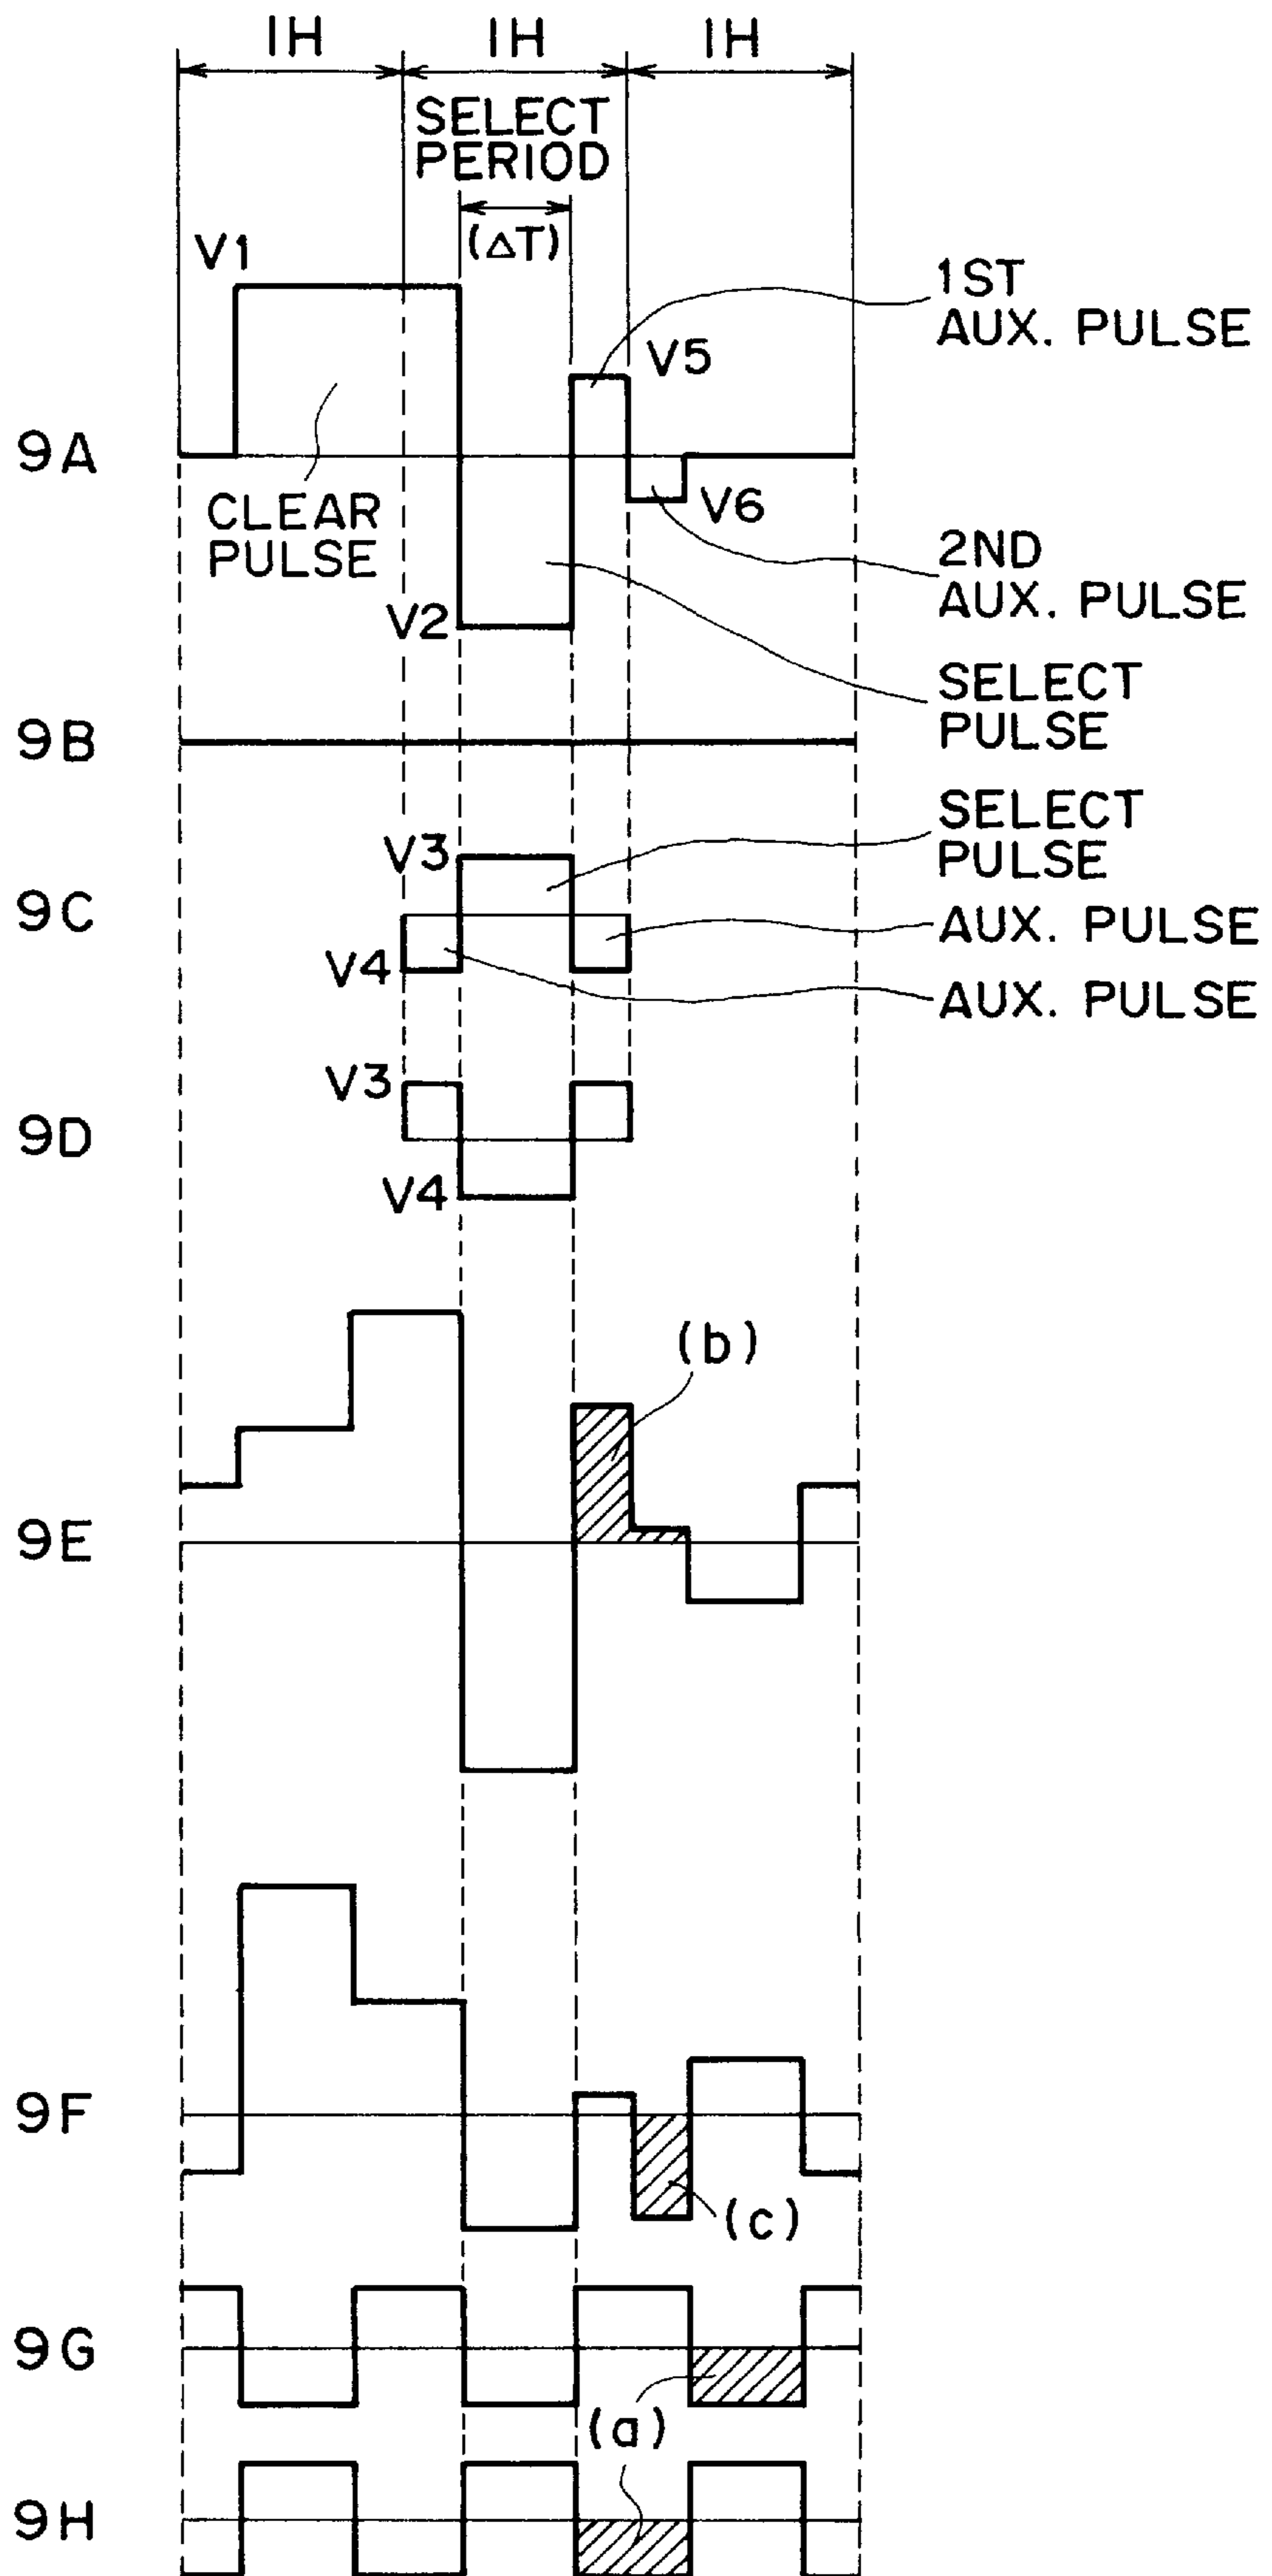 1H
1H
1H
SELECT
PERIOD
(ΔT)
V1
1ST
AUX. PULSE
V5
9A
CLEAR
PULSE
V6
2ND
AUX. PULSE
V2
SELECT
PULSE
9B
SELECT
PULSE
V3
9C
AUX. PULSE
V4
AUX. PULSE
V3
9D
V4
(b)
9E
9F
(c)
9G
(a)
9H